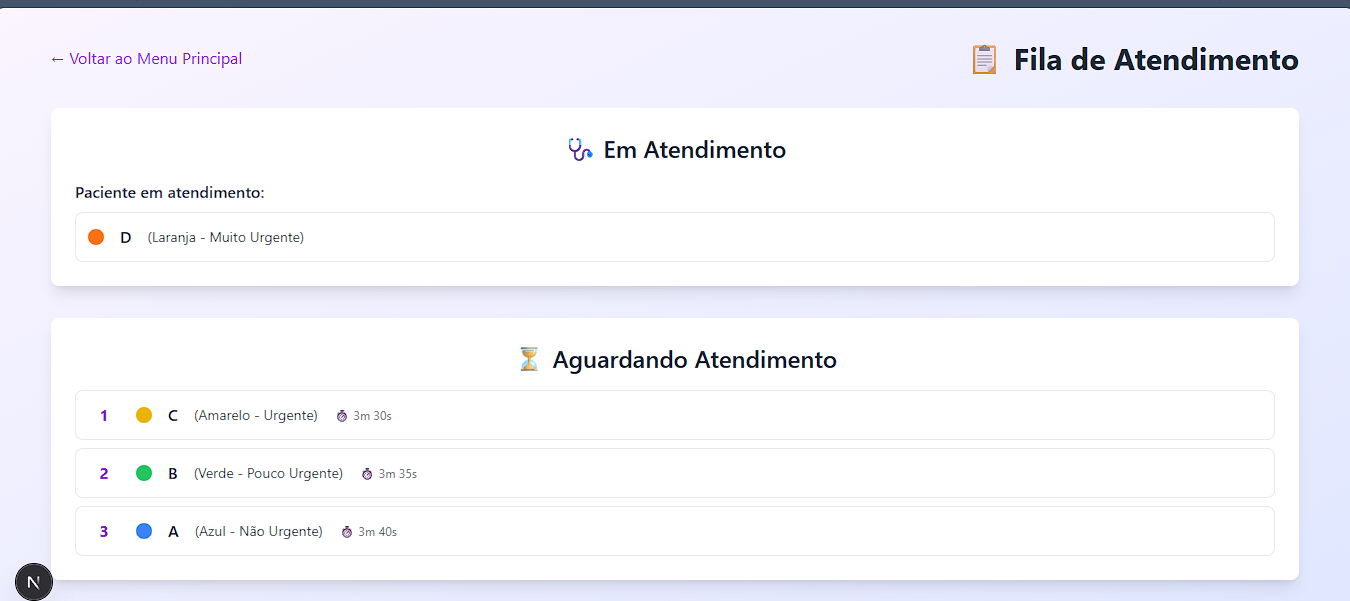 ← Voltar ao Menu Principal
📋 Fila de Atendimento
🩺 Em Atendimento
Paciente em atendimento:
D (Laranja - Muito Urgente)
⏳ Aguardando Atendimento
1 C (Amarelo - Urgente) ⏱ 3m 30s
2 B (Verde - Pouco Urgente) ⏱ 3m 35s
3 A (Azul - Não Urgente) ⏱ 3m 40s
N